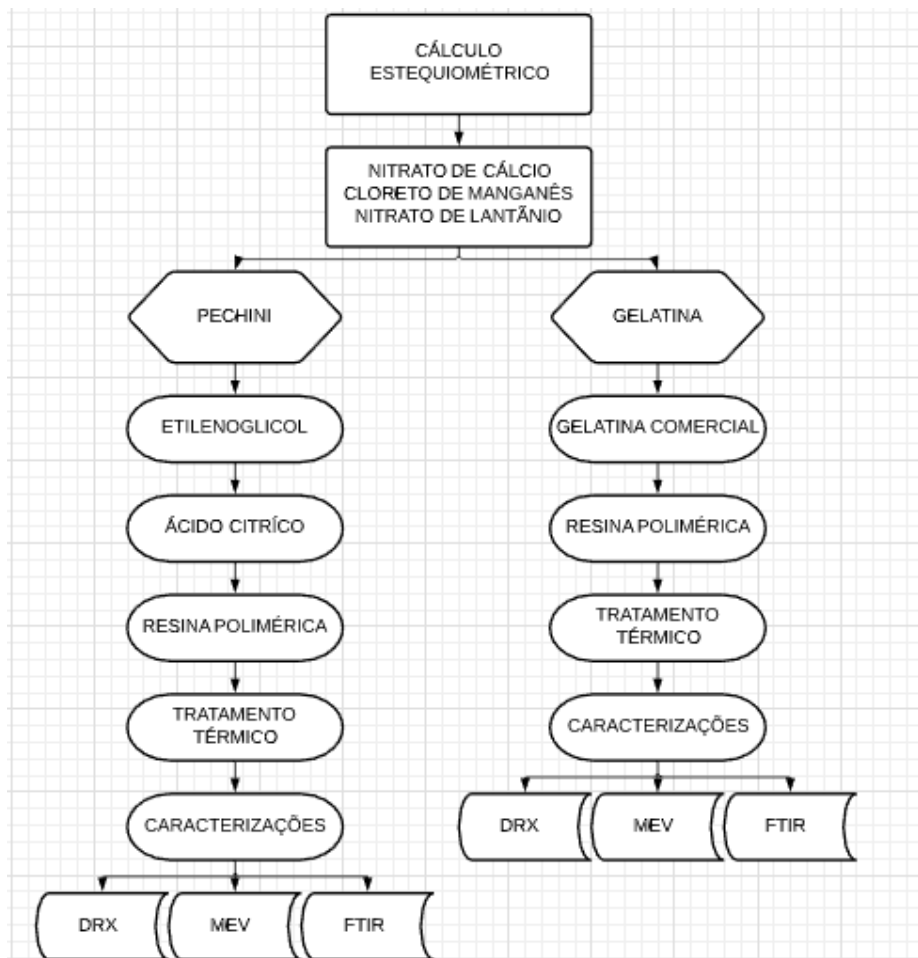 CÁLCULO
ESTEQUIOMÉTRICO
NITRATO DE CÁLCIO
CLORETO DE MANGANÊS
NITRATO DE LANTÃNIO
PECHINI
ETILENOGLICOL
ÁCIDO CITRÍCO
RESINA POLIMÉRICA
TRATAMENTO
TÉRMICO
CARACTERIZAÇÕES
DRX
MEV
FTIR
GELATINA
GELATINA COMERCIAL
RESINA POLIMÉRICA
TRATAMENTO
TÉRMICO
CARACTERIZAÇÕES
DRX
MEV
FTIR